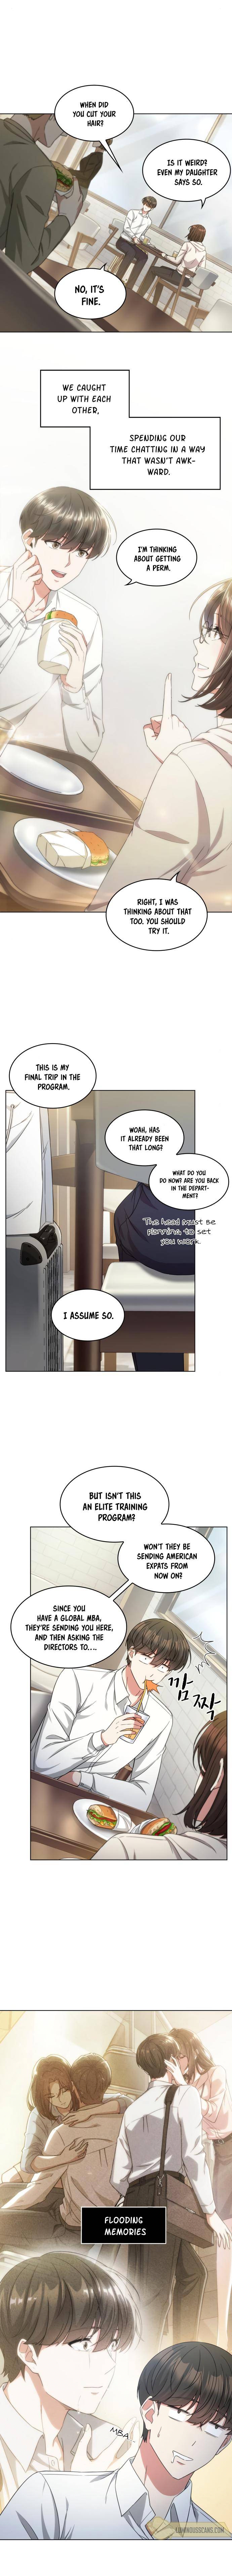 WHEN DID
YOU CUT YOUR
HAIR?
IS IT WEIRD?
EVEN MY DAUGHTER
SAYS SO.
NO, IT'S
FINE.
WE CAUGHT
UP WITH EACH
OTHER,
SPENDING OUR
TIME CHATTING IN A WAY
THAT WASN'T AWK-
WARD.
I'M THINKING
ABOUT GETTING
A PERM.
RIGHT, I WAS
THINKING ABOUT THAT
TOO. YOU SHOULD
TRY IT.
THIS IS MY
FINAL TRIP IN THE
PROGRAM.
WOAH, HAS
IT ALREADY BEEN
THAT LONG?
WHAT DO YOU
DO NOW? ARE YOU BACK
IN THE DEPART-
MENT?
The head must be
planning to set
you work.
I ASSUME SO.
BUT ISN'T THIS
AN ELITE TRAINING
PROGRAM?
WON'T THEY BE
SENDING AMERICAN
EXPATS FROM
NOW ON?
SINCE YOU
HAVE A GLOBAL MBA,
THEY'RE SENDING YOU HERE,
AND THEN ASKING THE
DIRECTORS TO....
깜
짝
FLOODING
MEMORIES
MBA..
LUMINOUSSCANS.COM